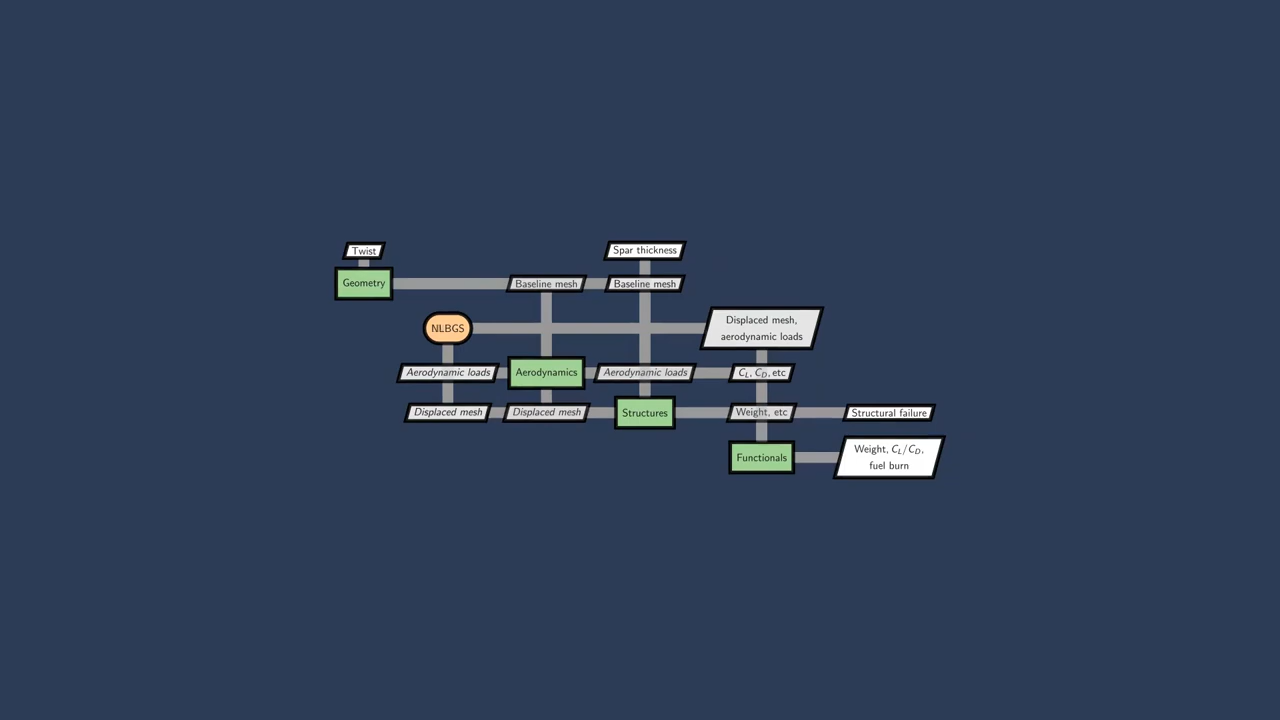 Twist
Spar thickness
Geometry
Baseline mesh
Baseline mesh
NLBGS
Displaced mesh,
aerodynamic loads
Aerodynamic loads
Aerodynamics
Aerodynamic loads
C_L, C_D, etc
Displaced mesh
Displaced mesh
Structures
Weight, etc
Structural failure
Functionals
Weight, C_L/C_D,
fuel burn